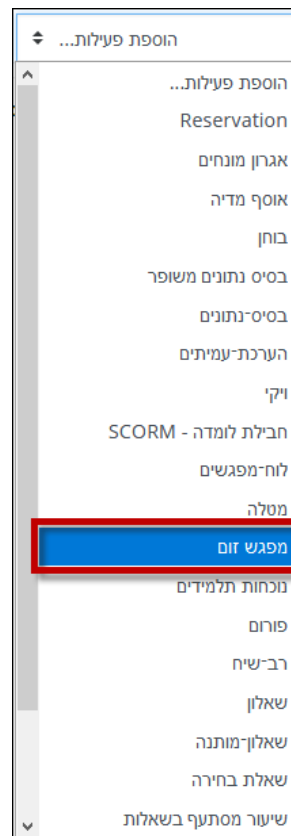 הוספת פעילות...
הוספת פעילות...
Reservation
אגרון מונחים
אוסף מדיה
בוחן
בסיס נתונים משופר
בסיס-נתונים
הערכת-עמיתים
ויקי
חבילת לומדה - SCORM
לוח-מפגשים
מטלה
מפגש זום
נוכחות תלמידים
פורום
רב-שיח
שאלון
שאלון-מותנה
שאלת בחירה
שיעור מסתעף בשאלות